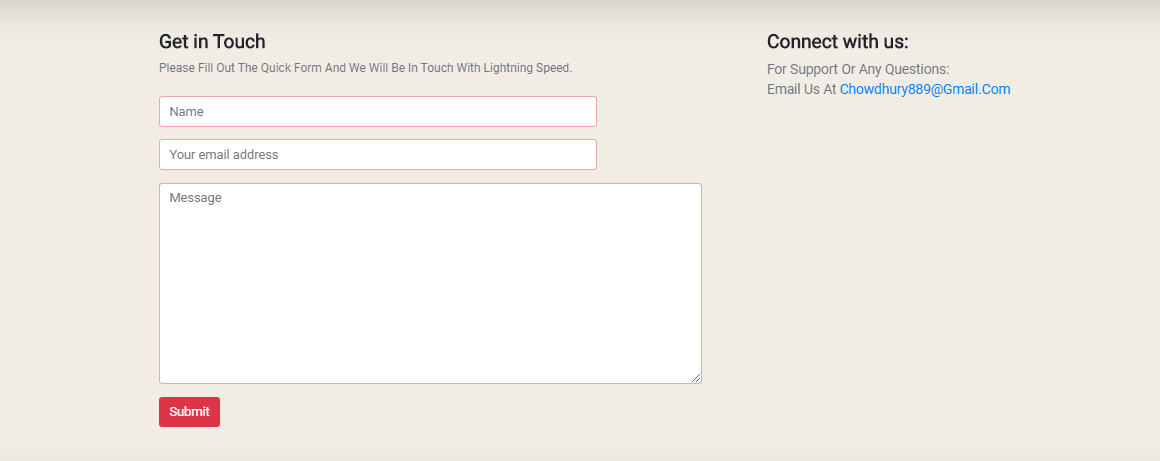 Get in Touch
Please Fill Out The Quick Form And We Will Be In Touch With Lightning Speed.
Name
Your email address
Message
Submit
Connect with us:
For Support Or Any Questions:
Email Us At Chowdhury889@Gmail.Com